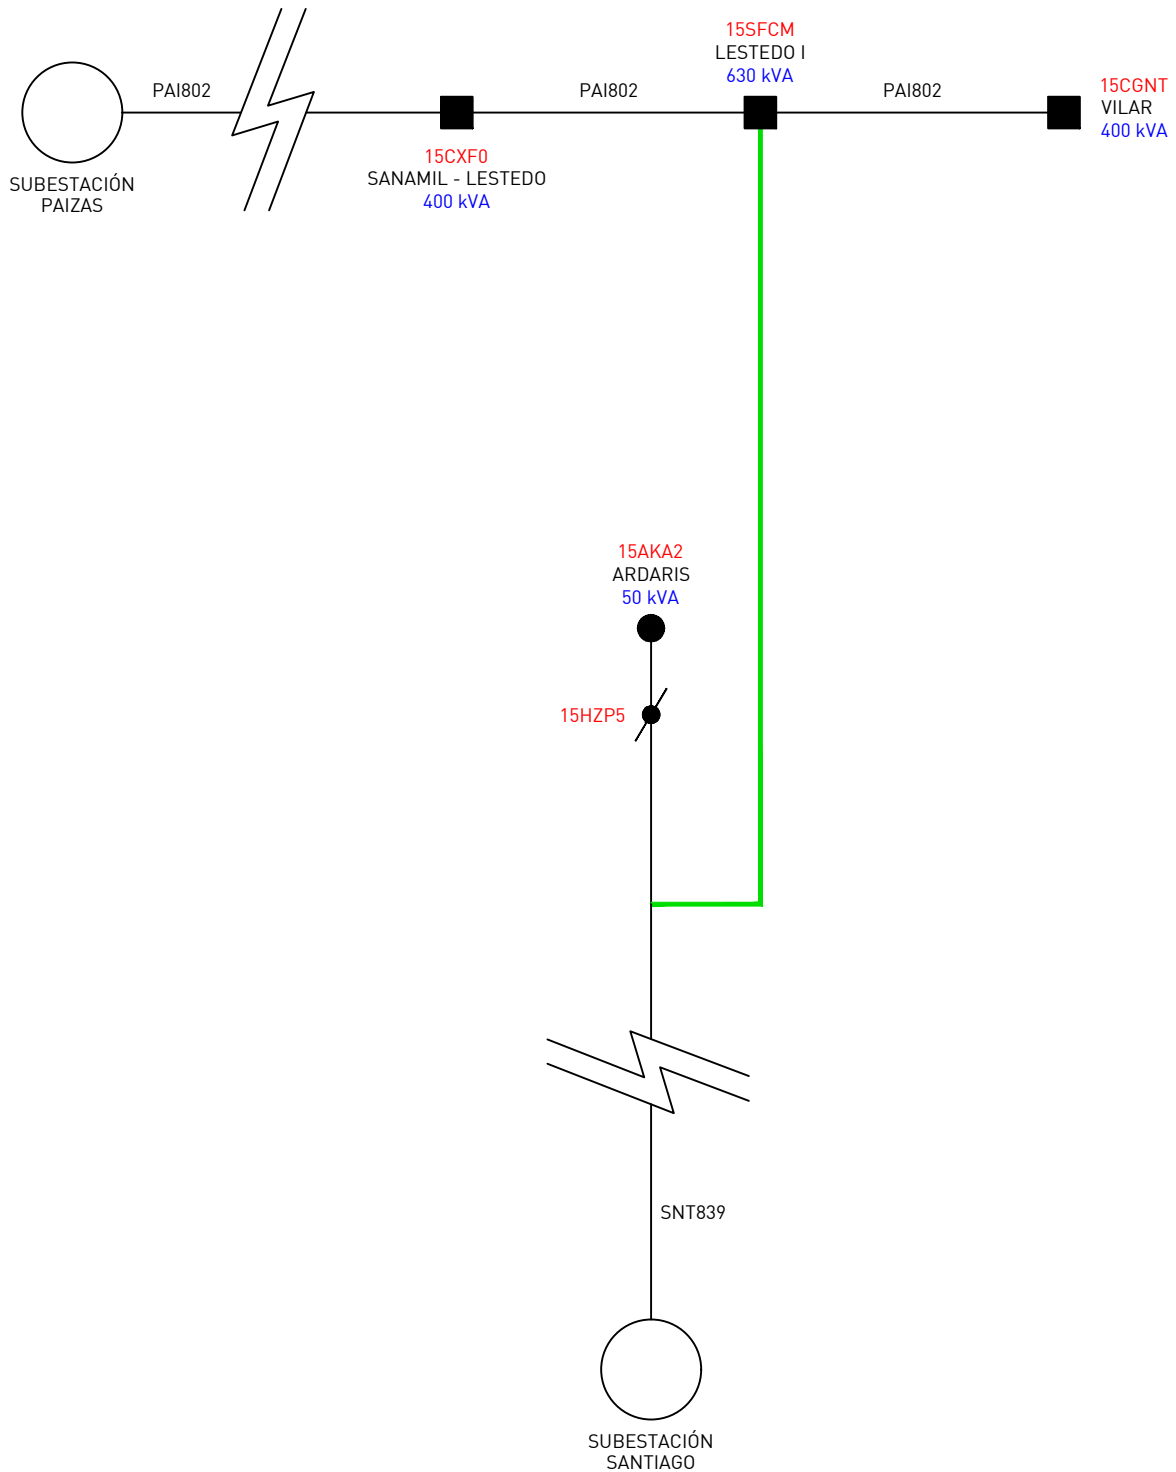 15SFCM
LESTEDO I
630 kVA
PAI802
PAI802
PAI802
15CGNT
VILAR
400 kVA
15CXF0
SANAMIL - LESTEDO
400 kVA
SUBESTACIÓN
PAIZAS
15AKA2
ARDARIS
50 kVA
15HZP5
SNT839
SUBESTACIÓN
SANTIAGO